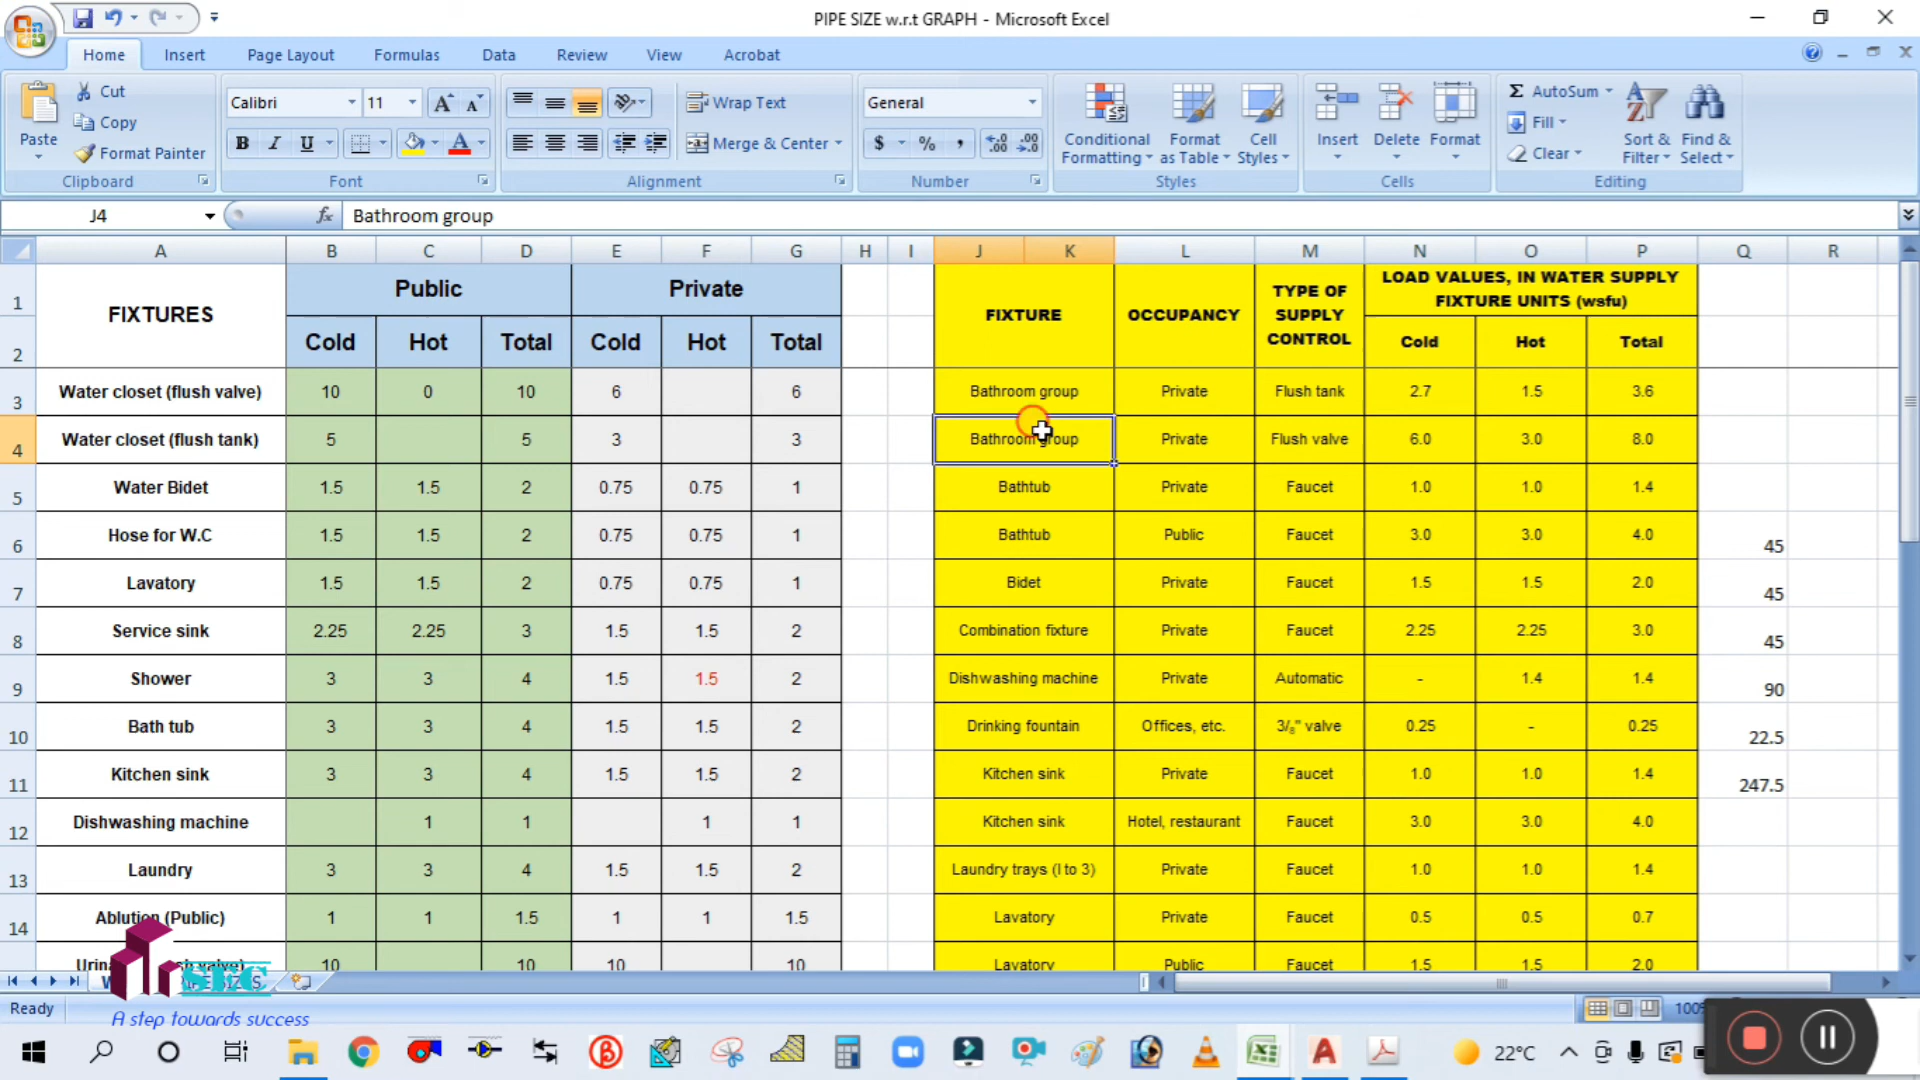 PIPE SIZE w.r.t GRAPH - Microsoft Excel
Home Insert Page Layout Formulas Data Review View Acrobat
Paste Cut Copy Format Painter Clipboard
Calibri 11 B I U Font
Wrap Text Merge & Center Alignment
General $ % , Number
Conditional Formatting Format as Table Cell Styles Styles
Insert Delete Format Cells
Σ AutoSum Fill Clear Sort & Filter Find & Select Editing
J4 fx Bathroom group
A B C D E F G H I J K L M N O P Q R
1 FIXTURES Public Private FIXTURE OCCUPANCY TYPE OF SUPPLY CONTROL LOAD VALUES, IN WATER SUPPLY FIXTURE UNITS (wsfu)
2 Cold Hot Total Cold Hot Total Cold Hot Total
3 Water closet (flush valve) 10 0 10 6 6 Bathroom group Private Flush tank 2.7 1.5 3.6
4 Water closet (flush tank) 5 5 3 3 Bathroom group Private Flush valve 6.0 3.0 8.0
5 Water Bidet 1.5 1.5 2 0.75 0.75 1 Bathtub Private Faucet 1.0 1.0 1.4
6 Hose for W.C 1.5 1.5 2 0.75 0.75 1 Bathtub Public Faucet 3.0 3.0 4.0 45
7 Lavatory 1.5 1.5 2 0.75 0.75 1 Bidet Private Faucet 1.5 1.5 2.0 45
8 Service sink 2.25 2.25 3 1.5 1.5 2 Combination fixture Private Faucet 2.25 2.25 3.0 45
9 Shower 3 3 4 1.5 1.5 2 Dishwashing machine Private Automatic - 1.4 1.4 90
10 Bath tub 3 3 4 1.5 1.5 2 Drinking fountain Offices, etc. 3/8" valve 0.25 - 0.25 22.5
11 Kitchen sink 3 3 4 1.5 1.5 2 Kitchen sink Private Faucet 1.0 1.0 1.4 247.5
12 Dishwashing machine 1 1 1 1 Kitchen sink Hotel, restaurant Faucet 3.0 3.0 4.0
13 Laundry 3 3 4 1.5 1.5 2 Laundry trays (I to 3) Private Faucet 1.0 1.0 1.4
14 Ablution (Public) 1 1 1.5 1 1 1.5 Lavatory Private Faucet 0.5 0.5 0.7
10 10 10 10 Lavatory Public Faucet 1.5 1.5 2.0
SEC
A step towards success
Ready
22°C